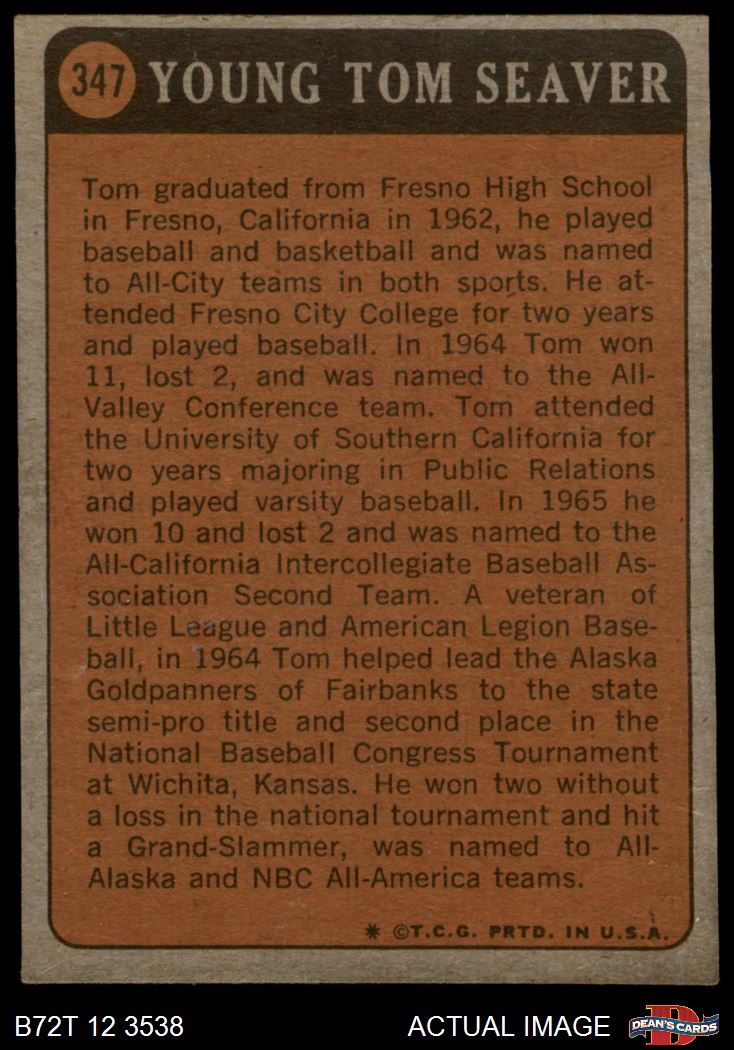 347 YOUNG TOM SEAVER
Tom graduated from Fresno High School
in Fresno, California in 1962, he played
baseball and basketball and was named
to All-City teams in both sports. He at-
tended Fresno City College for two years
and played baseball. In 1964 Tom won
11, lost 2, and was named to the All-
Valley Conference team. Tom attended
the University of Southern California for
two years majoring in Public Relations
and played varsity baseball. In 1965 he
won 10 and lost 2 and was named to the
All-California Intercollegiate Baseball As-
sociation Second Team. A veteran of
Little League and American Legion Base-
ball, in 1964 Tom helped lead the Alaska
Goldpanners of Fairbanks to the state
semi-pro title and second place in the
National Baseball Congress Tournament
at Wichita, Kansas. He won two without
a loss in the national tournament and hit
a Grand-Slammer, was named to All-
Alaska and NBC All-America teams.
* ©T.C.G. PRTD. IN U.S.A.
B72T 12 3538 ACTUAL IMAGE DEAN'S CARDS